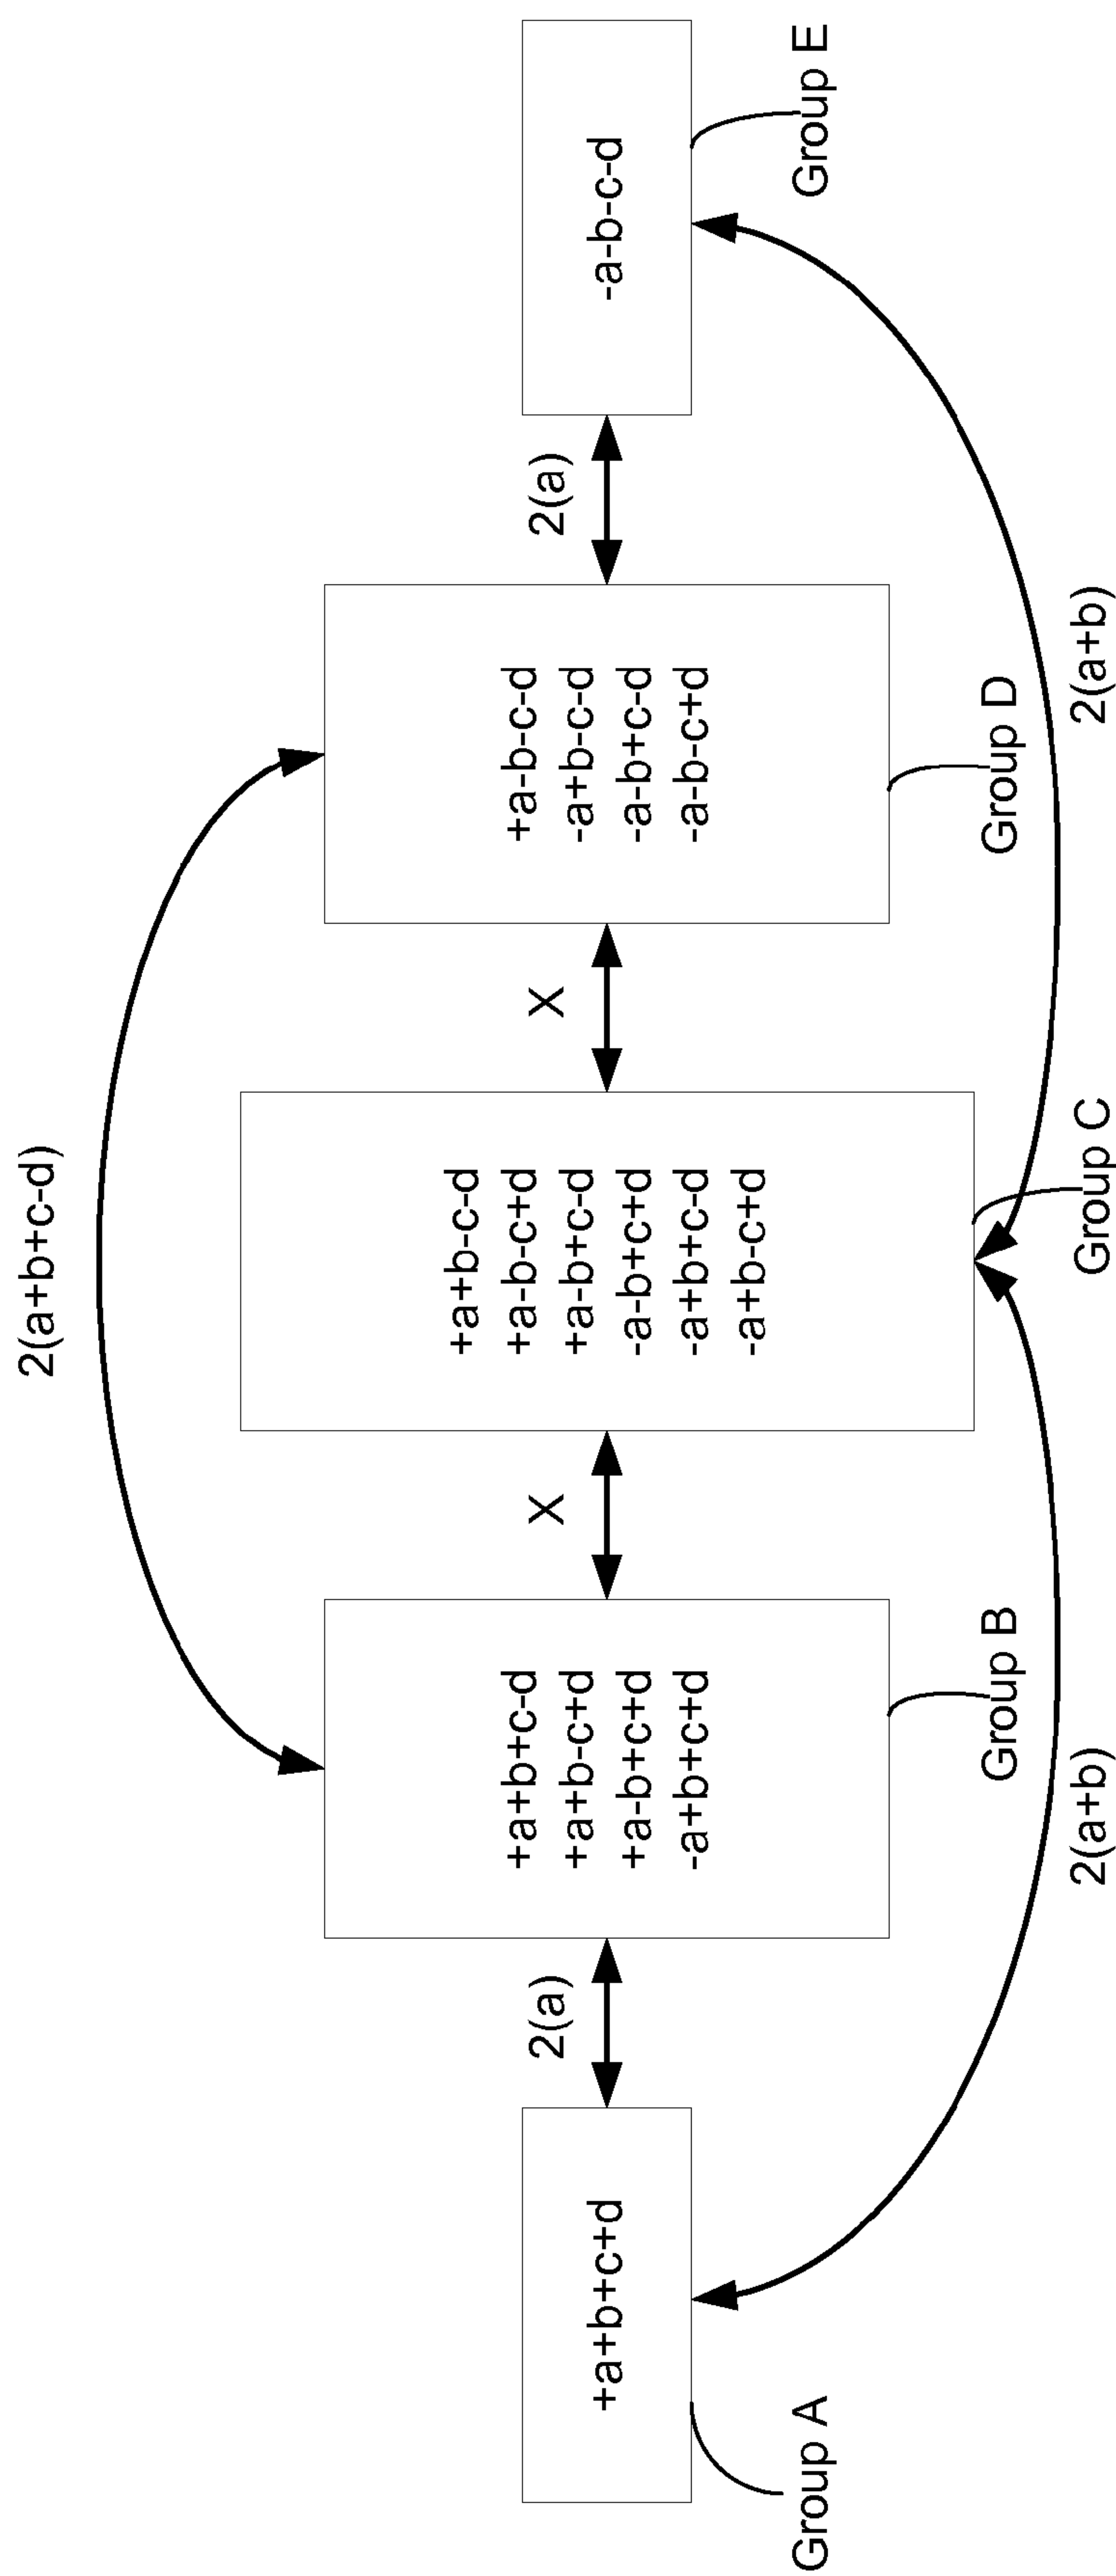 2(a+b+c-d)
+a+b+c+d
Group A
2(a)
+a+b+c-d
+a+b-c+d
+a-b+c+d
-a+b+c+d
Group B
X
+a+b-c-d
+a-b-c+d
+a-b+c-d
-a-b+c+d
-a+b+c-d
-a+b-c+d
Group C
X
+a-b-c-d
-a+b-c-d
-a-b+c-d
-a-b-c+d
Group D
2(a)
-a-b-c-d
Group E
2(a+b)
2(a+b)